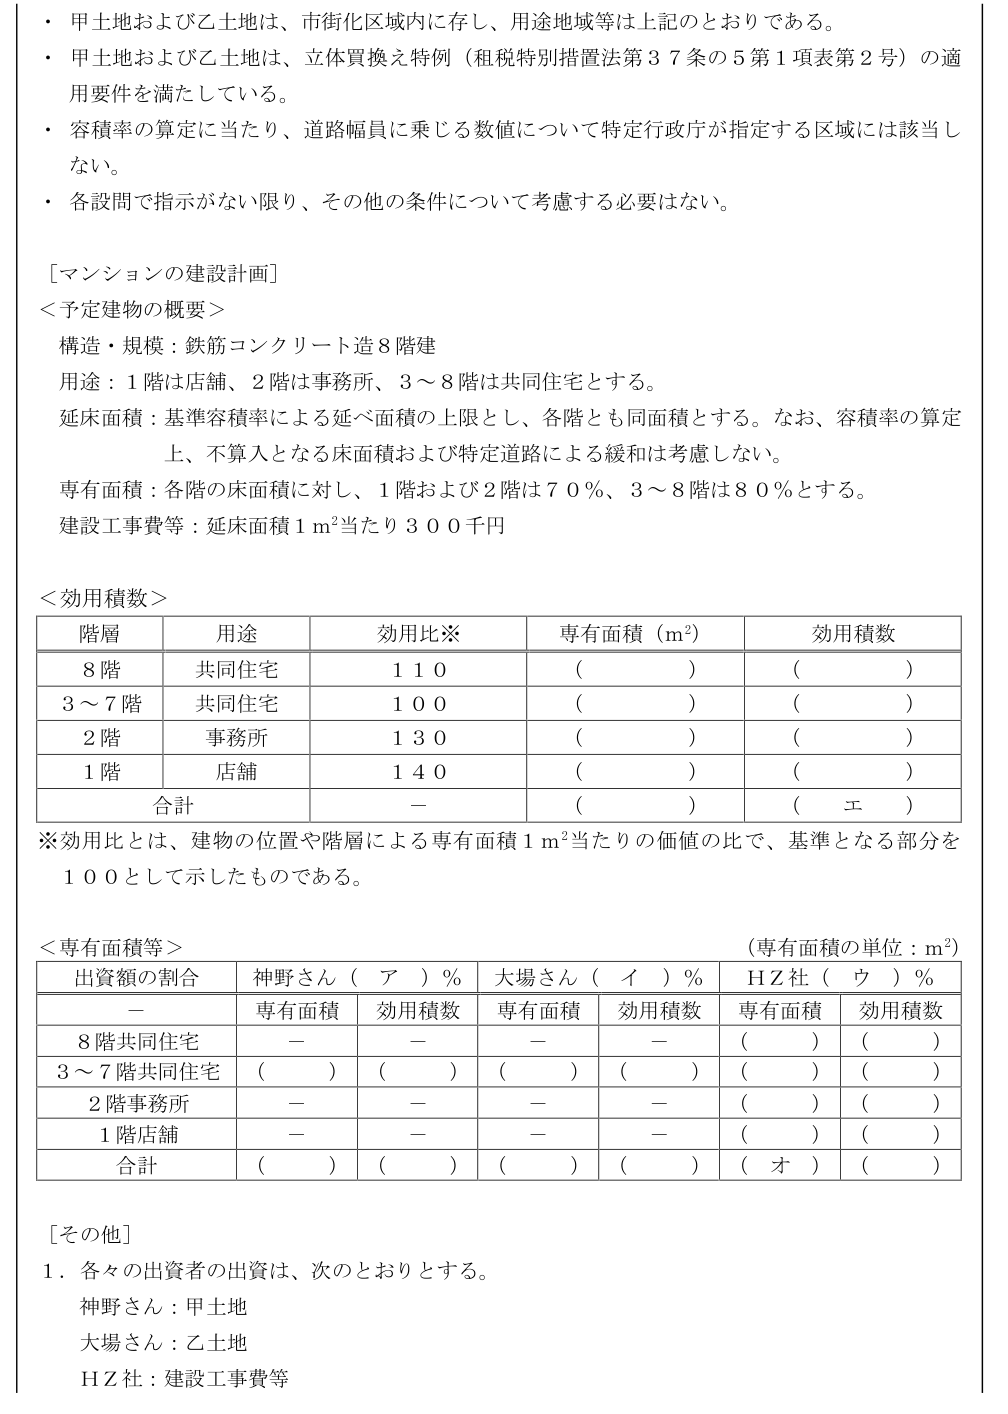 ・ 甲土地および乙土地は、市街化区域内に存し、用途地域等は上記のとおりである。
・ 甲土地および乙土地は、立体買換え特例（租税特別措置法第３７条の５第１項表第２号）の適
用要件を満たしている。
・ 容積率の算定に当たり、道路幅員に乗じる数値について特定行政庁が指定する区域には該当し
ない。
・ 各設問で指示がない限り、その他の条件について考慮する必要はない。
［マンションの建設計画］
＜予定建物の概要＞
構造・規模：鉄筋コンクリート造８階建
用途：１階は店舗、２階は事務所、３～８階は共同住宅とする。
延床面積：基準容積率による延べ面積の上限とし、各階とも同面積とする。なお、容積率の算定
上、不算入となる床面積および特定道路による緩和は考慮しない。
専有面積：各階の床面積に対し、１階および２階は７０％、３～８階は８０％とする。
建設工事費等：延床面積１m²当たり３００千円
＜効用積数＞
階層 用途 効用比※ 専有面積（m²） 効用積数
８階 共同住宅 １１０ （ ） （ ）
３～７階 共同住宅 １００ （ ） （ ）
２階 事務所 １３０ （ ） （ ）
１階 店舗 １４０ （ ） （ ）
合計 － （ ） （ エ ）
※効用比とは、建物の位置や階層による専有面積１m²当たりの価値の比で、基準となる部分を
１００として示したものである。
＜専有面積等＞ （専有面積の単位：m²）
出資額の割合 神野さん（ ア ）％ 大場さん（ イ ）％ ＨＺ社（ ウ ）％
－ 専有面積 効用積数 専有面積 効用積数 専有面積 効用積数
８階共同住宅 － － － － （ ） （ ）
３～７階共同住宅 （ ） （ ） （ ） （ ） （ ） （ ）
２階事務所 － － － － （ ） （ ）
１階店舗 － － － － （ ） （ ）
合計 （ ） （ ） （ ） （ ） （ オ ） （ ）
［その他］
１．各々の出資者の出資は、次のとおりとする。
神野さん：甲土地
大場さん：乙土地
ＨＺ社：建設工事費等